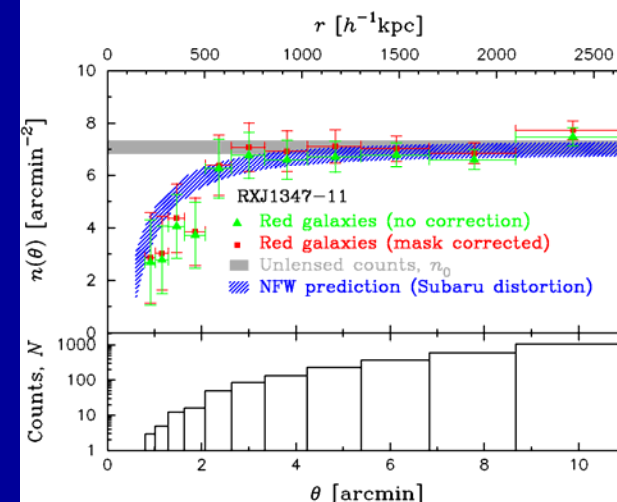 r [h⁻¹kpc]
0 500 1000 1500 2000 2500
10
8
6
4
2
0
n(θ) [arcmin⁻²]
RXJ1347-11
Red galaxies (no correction)
Red galaxies (mask corrected)
Unlensed counts, n₀
NFW prediction (Subaru distortion)
1000
100
10
1
Counts, N
0 2 4 6 8 10
θ [arcmin]